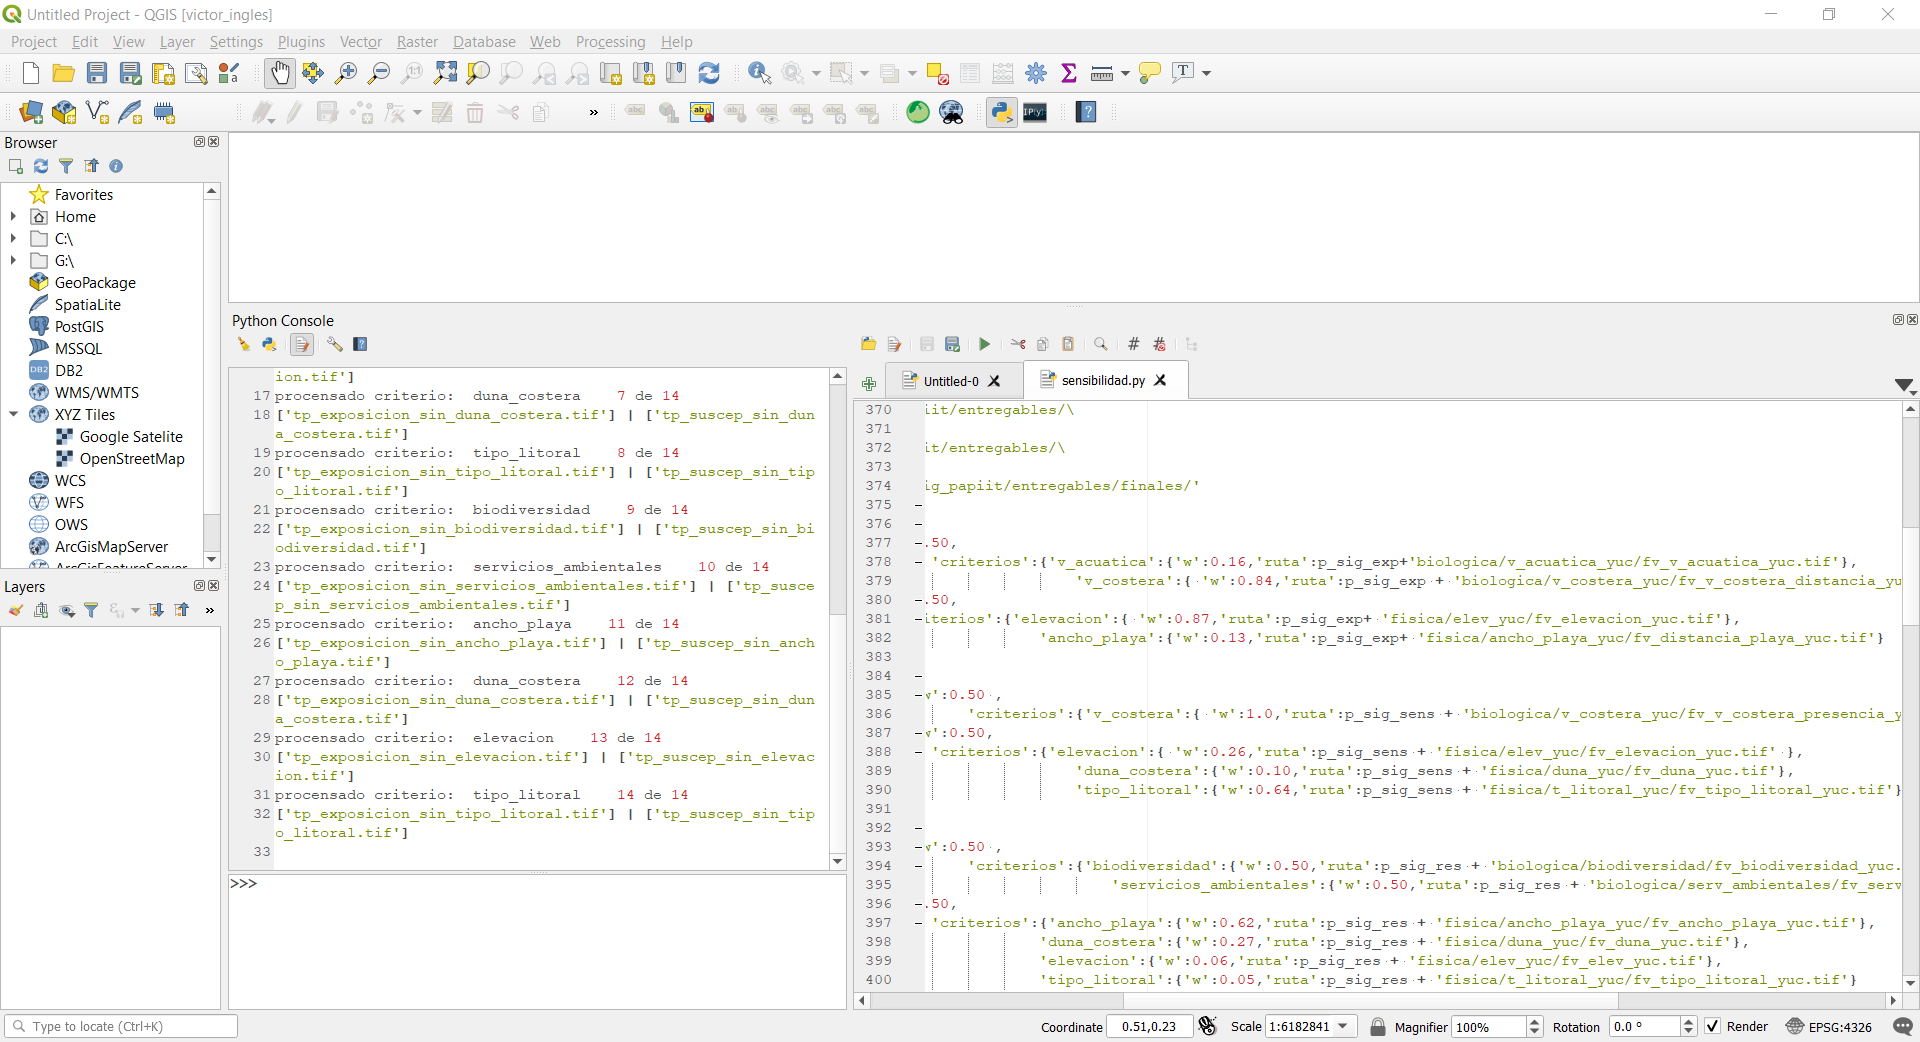 Untitled Project - QGIS [victor_ingles]
Project Edit View Layer Settings Plugins Vector Raster Database Web Processing Help
Browser
Favorites
Home
C:\
G:\
GeoPackage
SpatiaLite
PostGIS
MSSQL
DB2
WMS/WMTS
XYZ Tiles
Google Satelite
OpenStreetMap
WCS
WFS
OWS
ArcGisMapServer
ArcGisFeatureServer
Layers
Python Console
ion.tif']
17 procensado criterio:  duna_costera    7 de 14
18 ['tp_exposicion_sin_duna_costera.tif'] | ['tp_suscep_sin_dun
a_costera.tif']
19 procensado criterio:  tipo_litoral    8 de 14
20 ['tp_exposicion_sin_tipo_litoral.tif'] | ['tp_suscep_sin_tip
o_litoral.tif']
21 procensado criterio:  biodiversidad    9 de 14
22 ['tp_exposicion_sin_biodiversidad.tif'] | ['tp_suscep_sin_bi
odiversidad.tif']
23 procensado criterio:  servicios_ambientales    10 de 14
24 ['tp_exposicion_sin_servicios_ambientales.tif'] | ['tp_susce
p_sin_servicios_ambientales.tif']
25 procensado criterio:  ancho_playa    11 de 14
26 ['tp_exposicion_sin_ancho_playa.tif'] | ['tp_suscep_sin_anch
o_playa.tif']
27 procensado criterio:  duna_costera    12 de 14
28 ['tp_exposicion_sin_duna_costera.tif'] | ['tp_suscep_sin_dun
a_costera.tif']
29 procensado criterio:  elevacion    13 de 14
30 ['tp_exposicion_sin_elevacion.tif'] | ['tp_suscep_sin_elevac
ion.tif']
31 procensado criterio:  tipo_litoral    14 de 14
32 ['tp_exposicion_sin_tipo_litoral.tif'] | ['tp_suscep_sin_tip
o_litoral.tif']
33
>>>
Untitled-0
sensibilidad.py
370 iit/entregables/\
371
372 it/entregables/\
373
374 ig_papiit/entregables/finales/'
375
376
377 .50,
378 'criterios':{'v_acuatica':{'w':0.16,'ruta':p_sig_exp+'biologica/v_acuatica_yuc/fv_v_acuatica_yuc.tif'},
379 'v_costera':{ 'w':0.84,'ruta':p_sig_exp + 'biologica/v_costera_yuc/fv_v_costera_distancia_yu
380 .50,
381 iterios':{'elevacion':{ 'w':0.87,'ruta':p_sig_exp+ 'fisica/elev_yuc/fv_elevacion_yuc.tif'},
382 'ancho_playa':{'w':0.13,'ruta':p_sig_exp+ 'fisica/ancho_playa_yuc/fv_distancia_playa_yuc.tif'}
383
384
385 w':0.50 ,
386 'criterios':{'v_costera':{ 'w':1.0,'ruta':p_sig_sens + 'biologica/v_costera_yuc/fv_v_costera_presencia_y
387 w':0.50,
388 'criterios':{'elevacion':{ 'w':0.26,'ruta':p_sig_sens + 'fisica/elev_yuc/fv_elevacion_yuc.tif' },
389 'duna_costera':{'w':0.10,'ruta':p_sig_sens + 'fisica/duna_yuc/fv_duna_yuc.tif'},
390 'tipo_litoral':{'w':0.64,'ruta':p_sig_sens + 'fisica/t_litoral_yuc/fv_tipo_litoral_yuc.tif'}
391
392
393 w':0.50 ,
394 'criterios':{'biodiversidad':{'w':0.50,'ruta':p_sig_res + 'biologica/biodiversidad/fv_biodiversidad_yuc.
395 'servicios_ambientales':{'w':0.50,'ruta':p_sig_res + 'biologica/serv_ambientales/fv_serv
396 .50,
397 'criterios':{'ancho_playa':{'w':0.62,'ruta':p_sig_res + 'fisica/ancho_playa_yuc/fv_ancho_playa_yuc.tif'},
398 'duna_costera':{'w':0.27,'ruta':p_sig_res + 'fisica/duna_yuc/fv_duna_yuc.tif'},
399 'elevacion':{'w':0.06,'ruta':p_sig_res + 'fisica/elev_yuc/fv_elev_yuc.tif'},
400 'tipo_litoral':{'w':0.05,'ruta':p_sig_res + 'fisica/t_litoral_yuc/fv_tipo_litoral_yuc.tif'}
Type to locate (Ctrl+K)
Coordinate 0.51,0.23 Scale 1:6182841 Magnifier 100% Rotation 0.0 ° Render EPSG:4326